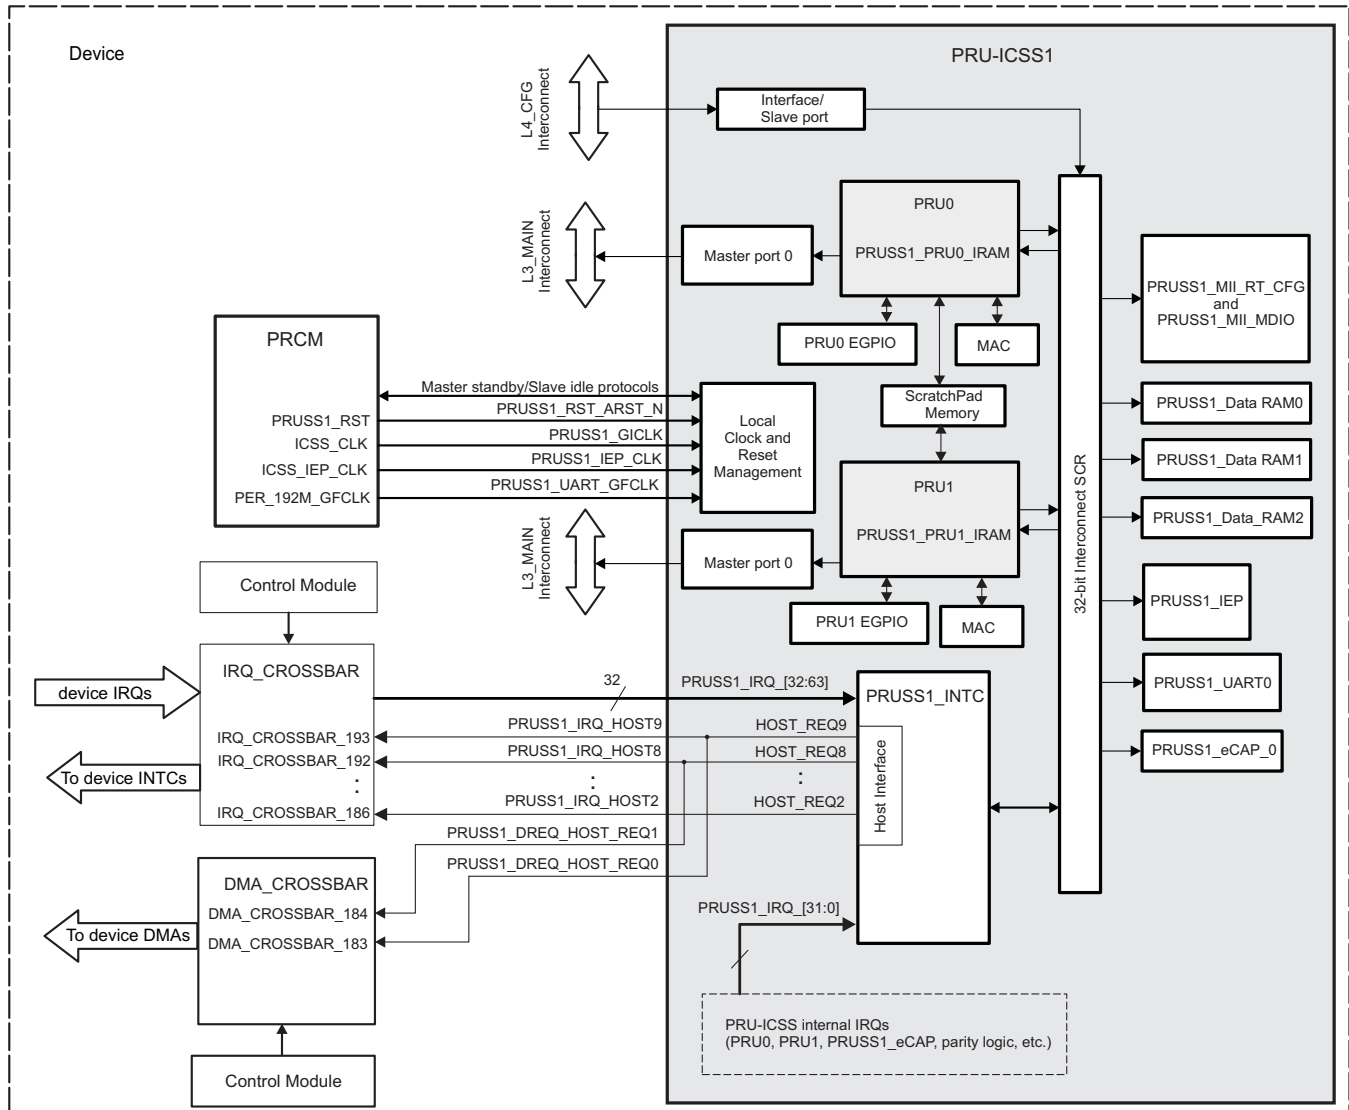 Device
PRU-ICSS1
L4_CFG
Interconnect
Interface/
Slave port
L3_MAIN
Interconnect
Master port 0
PRU0
PRUSS1_PRU0_IRAM
PRU0 EGPIO
MAC
PRUSS1_MII_RT_CFG
and
PRUSS1_MII_MDIO
PRCM
Master standby/Slave idle protocols
PRUSS1_RST
PRUSS1_RST_ARST_N
ICSS_CLK
PRUSS1_GICLK
ICSS_IEP_CLK
PRUSS1_IEP_CLK
PER_192M_GFCLK
PRUSS1_UART_GFCLK
Local
Clock and
Reset
Management
ScratchPad
Memory
PRUSS1_Data RAM0
PRUSS1_Data RAM1
PRUSS1_Data_RAM2
32-bit Interconnect SCR
L3_MAIN
Interconnect
Master port 0
PRU1
PRUSS1_PRU1_IRAM
PRU1 EGPIO
MAC
PRUSS1_IEP
PRUSS1_UART0
PRUSS1_eCAP_0
Control Module
IRQ_CROSSBAR
device IRQs
32
PRUSS1_IRQ_[32:63]
PRUSS1_INTC
IRQ_CROSSBAR_193
PRUSS1_IRQ_HOST9
HOST_REQ9
IRQ_CROSSBAR_192
PRUSS1_IRQ_HOST8
HOST_REQ8
To device INTCs
:
:
:
IRQ_CROSSBAR_186
PRUSS1_IRQ_HOST2
HOST_REQ2
Host Interface
PRUSS1_DREQ_HOST_REQ1
PRUSS1_DREQ_HOST_REQ0
DMA_CROSSBAR
DMA_CROSSBAR_184
To device DMAs
DMA_CROSSBAR_183
PRUSS1_IRQ_[31:0]
PRU-ICSS internal IRQs
(PRU0, PRU1, PRUSS1_eCAP, parity logic, etc.)
Control Module